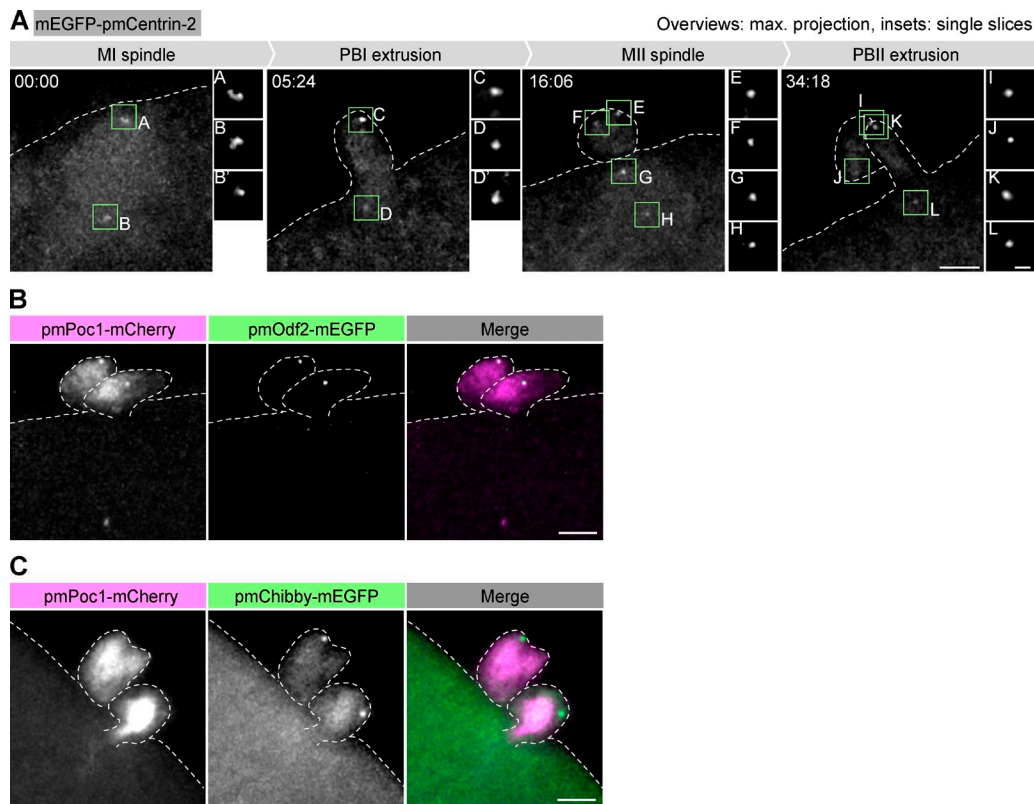 A mEGFP-pmCentrin-2 Overviews: max. projection, insets: single slices
MI spindle PBI extrusion MII spindle PBII extrusion
00:00 05:24 16:06 34:18
A C E I
B D F J
B' D' G K
H L
A C F E I K
B D G J
H L
B
pmPoc1-mCherry pmOdf2-mEGFP Merge
C
pmPoc1-mCherry pmChibby-mEGFP Merge